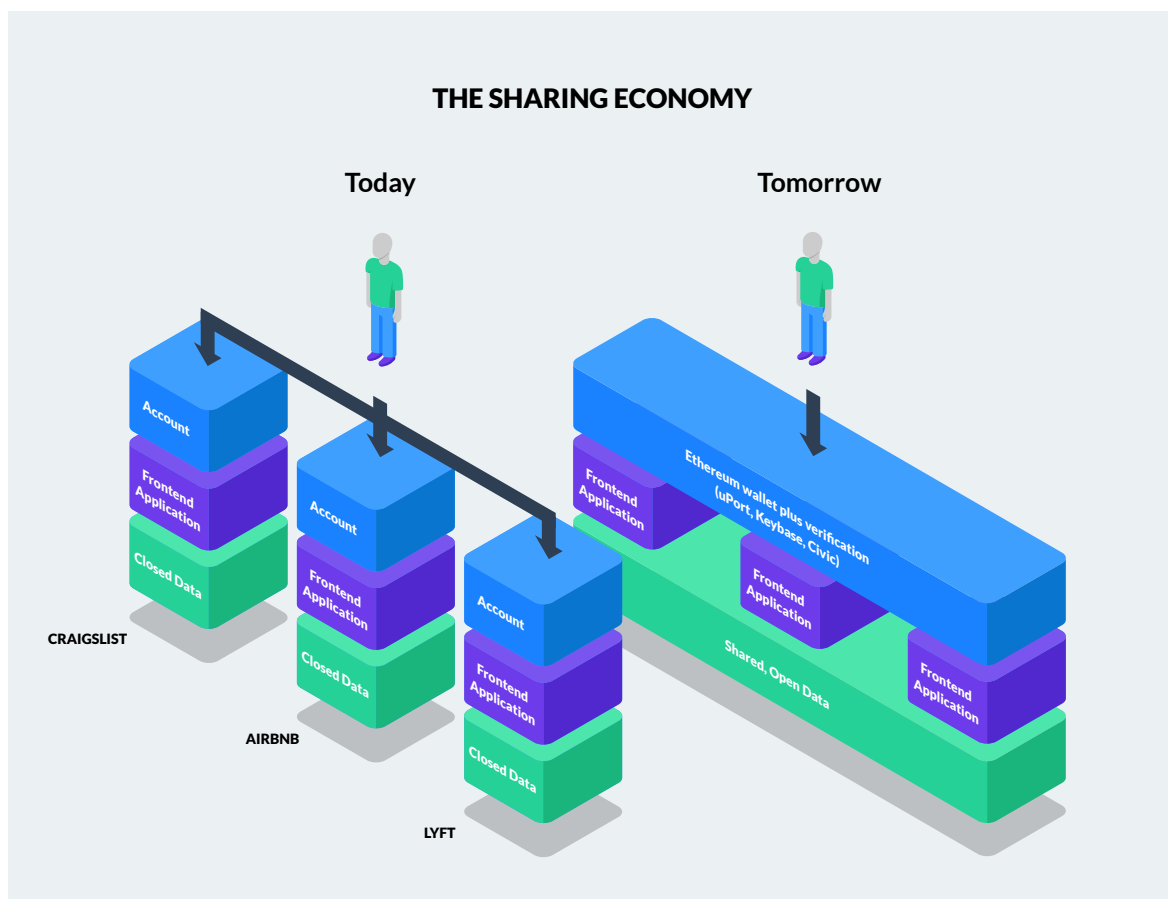 THE SHARING ECONOMY
Today
Tomorrow
Account
Frontend
Application
Closed Data
CRAIGSLIST
Account
Frontend
Application
Closed Data
AIRBNB
Account
Frontend
Application
Closed Data
LYFT
Ethereum wallet plus verification
(uPort, Keybase, Civic)
Frontend
Application
Frontend
Application
Frontend
Application
Shared, Open Data